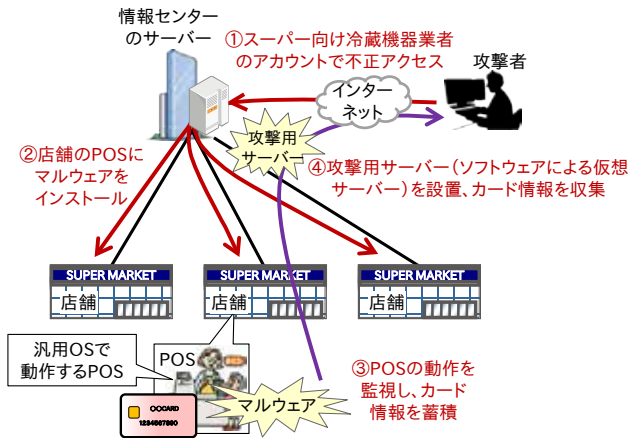 情報センター
のサーバー
①スーパー向け冷蔵機器業者
のアカウントで不正アクセス
攻撃者
インター
ネット
攻撃用
サーバー
②店舗のPOSに
マルウェアを
インストール
④攻撃用サーバー(ソフトウェアによる仮想
サーバー)を設置、カード情報を収集
SUPER MARKET
店舗
SUPER MARKET
店舗
SUPER MARKET
店舗
汎用OSで
動作するPOS
POS
③POSの動作を
監視し、カード
情報を蓄積
マルウェア
○○CARD
1234567890